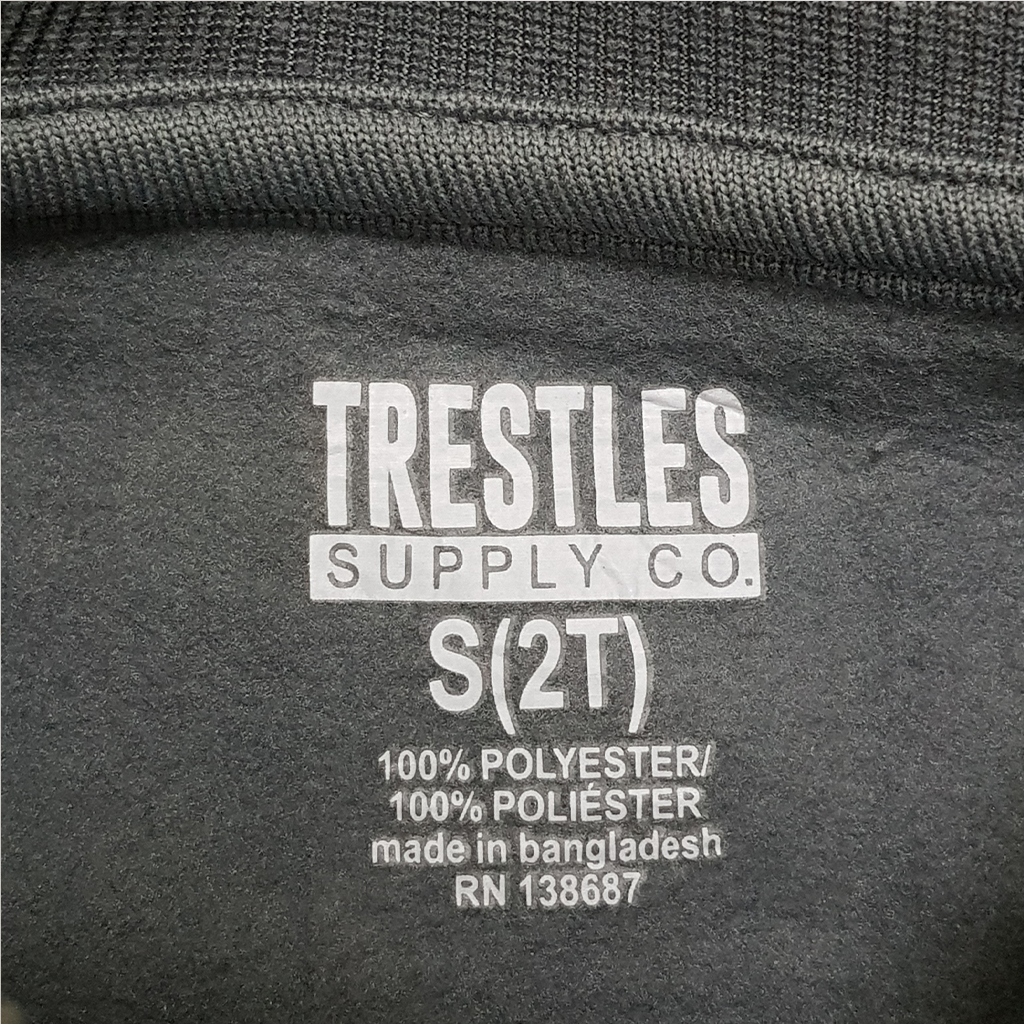 TRESTLES
SUPPLY CO.
S(2T)
100% POLYESTER/
100% POLIÉSTER
made in bangladesh
RN 138687